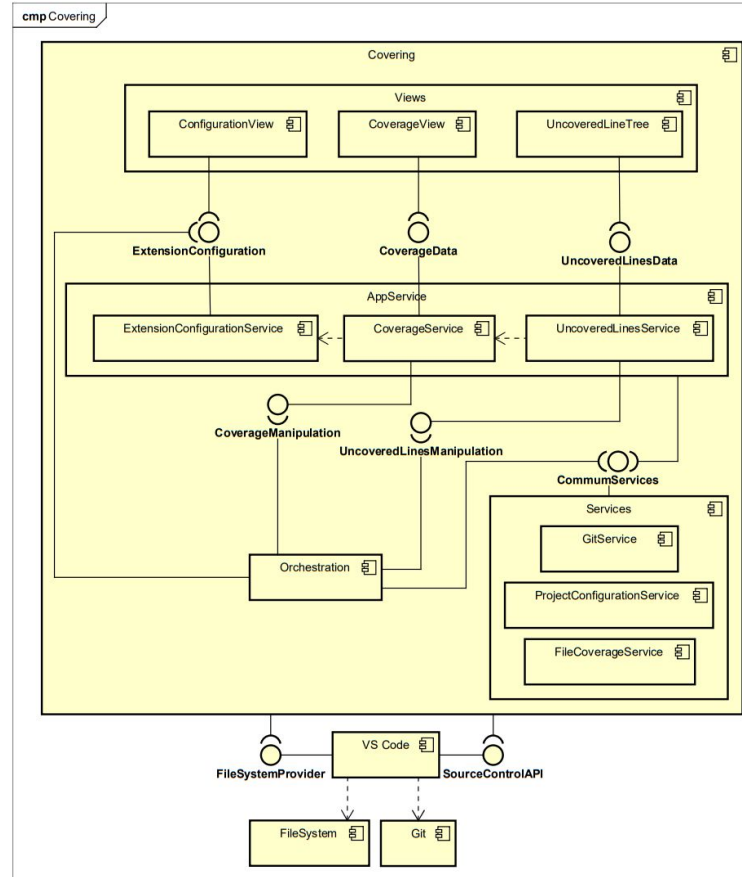 cmp Covering
Covering
Views
ConfigurationView
CoverageView
UncoveredLineTree
ExtensionConfiguration
CoverageData
UncoveredLinesData
AppService
ExtensionConfigurationService
CoverageService
UncoveredLinesService
CoverageManipulation
UncoveredLinesManipulation
CommumServices
Services
GitService
Orchestration
ProjectConfigurationService
FileCoverageService
VS Code
FileSystemProvider
SourceControlAPI
FileSystem
Git